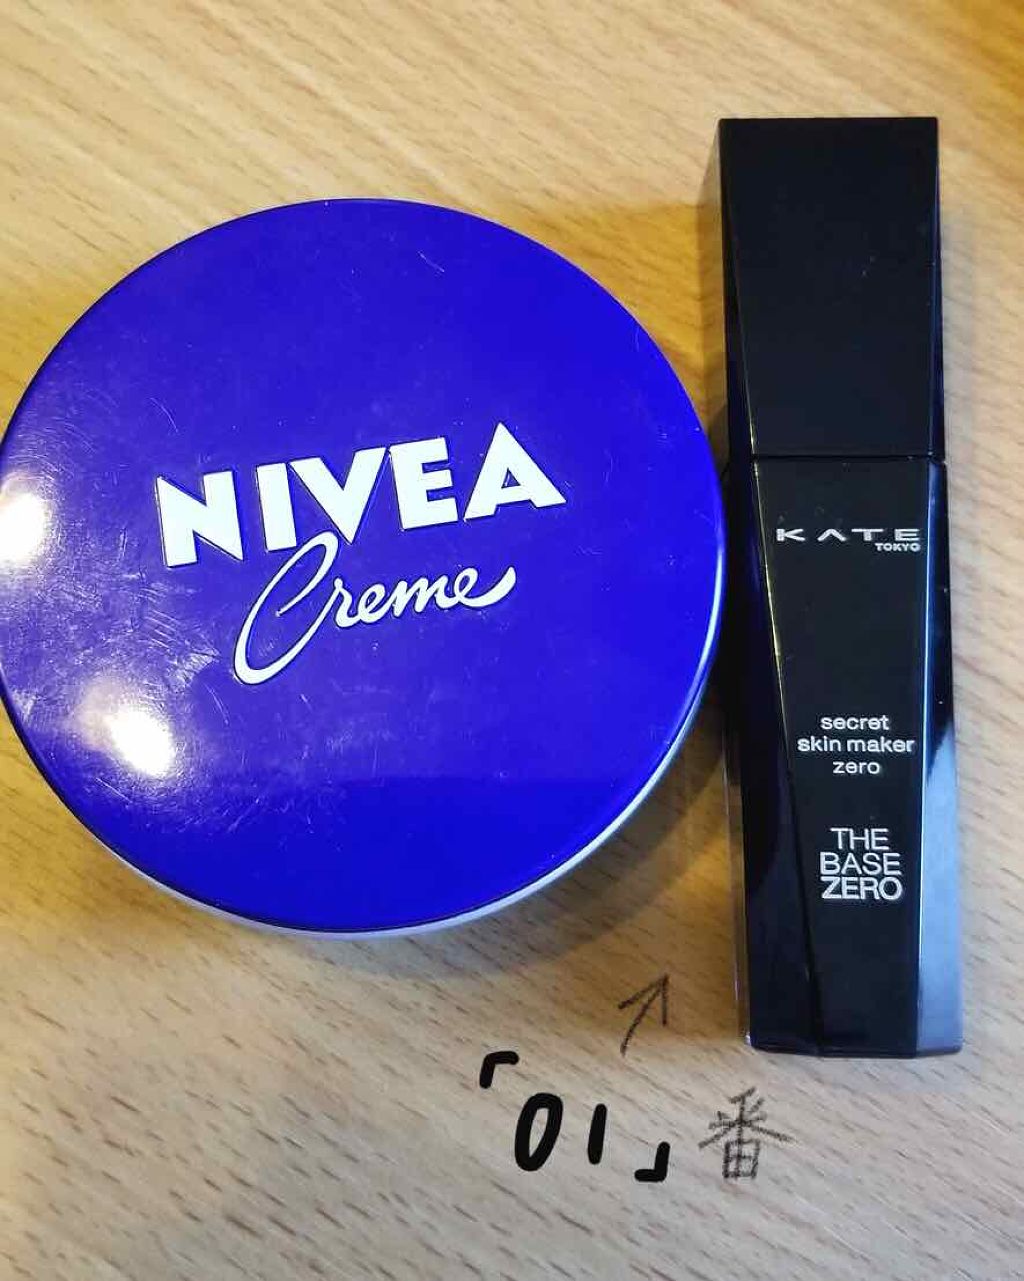 NIVEA
Creme
KATE
TOKYO
secret
skin maker
zero
THE
BASE
ZERO
「01」番